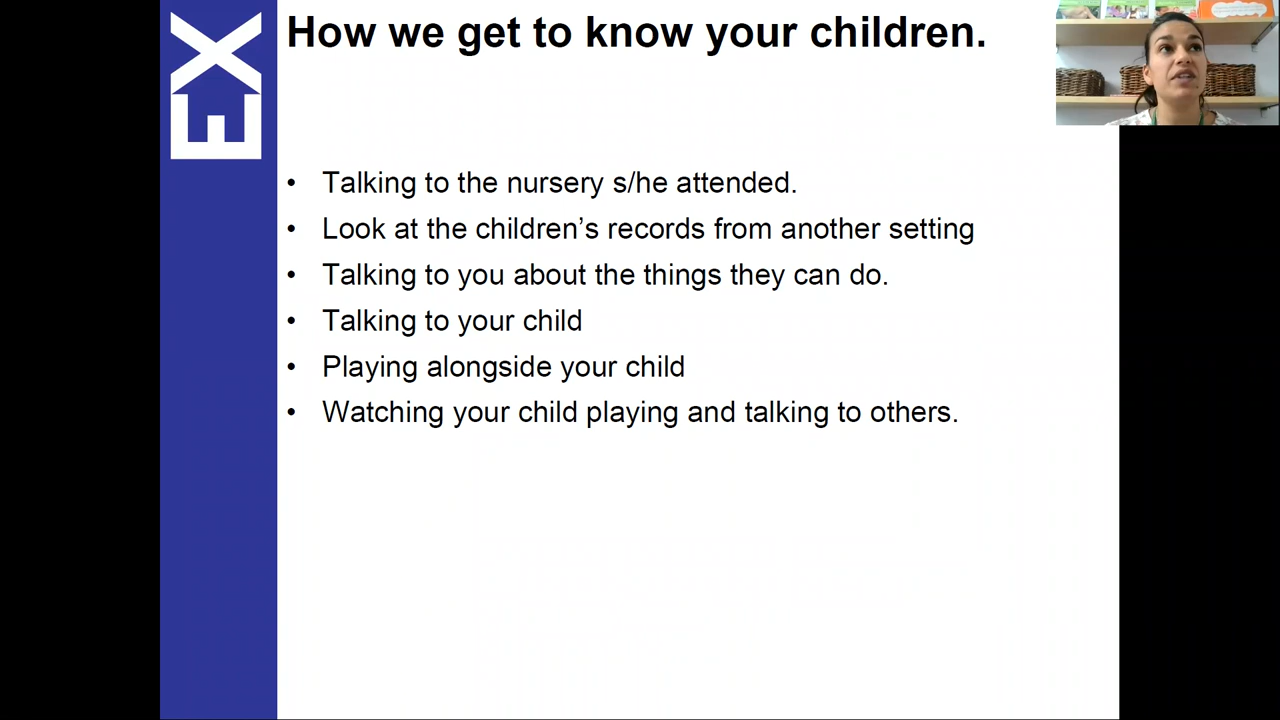 How we get to know your children.
EX
• Talking to the nursery s/he attended.
• Look at the children’s records from another setting
• Talking to you about the things they can do.
• Talking to your child
• Playing alongside your child
• Watching your child playing and talking to others.